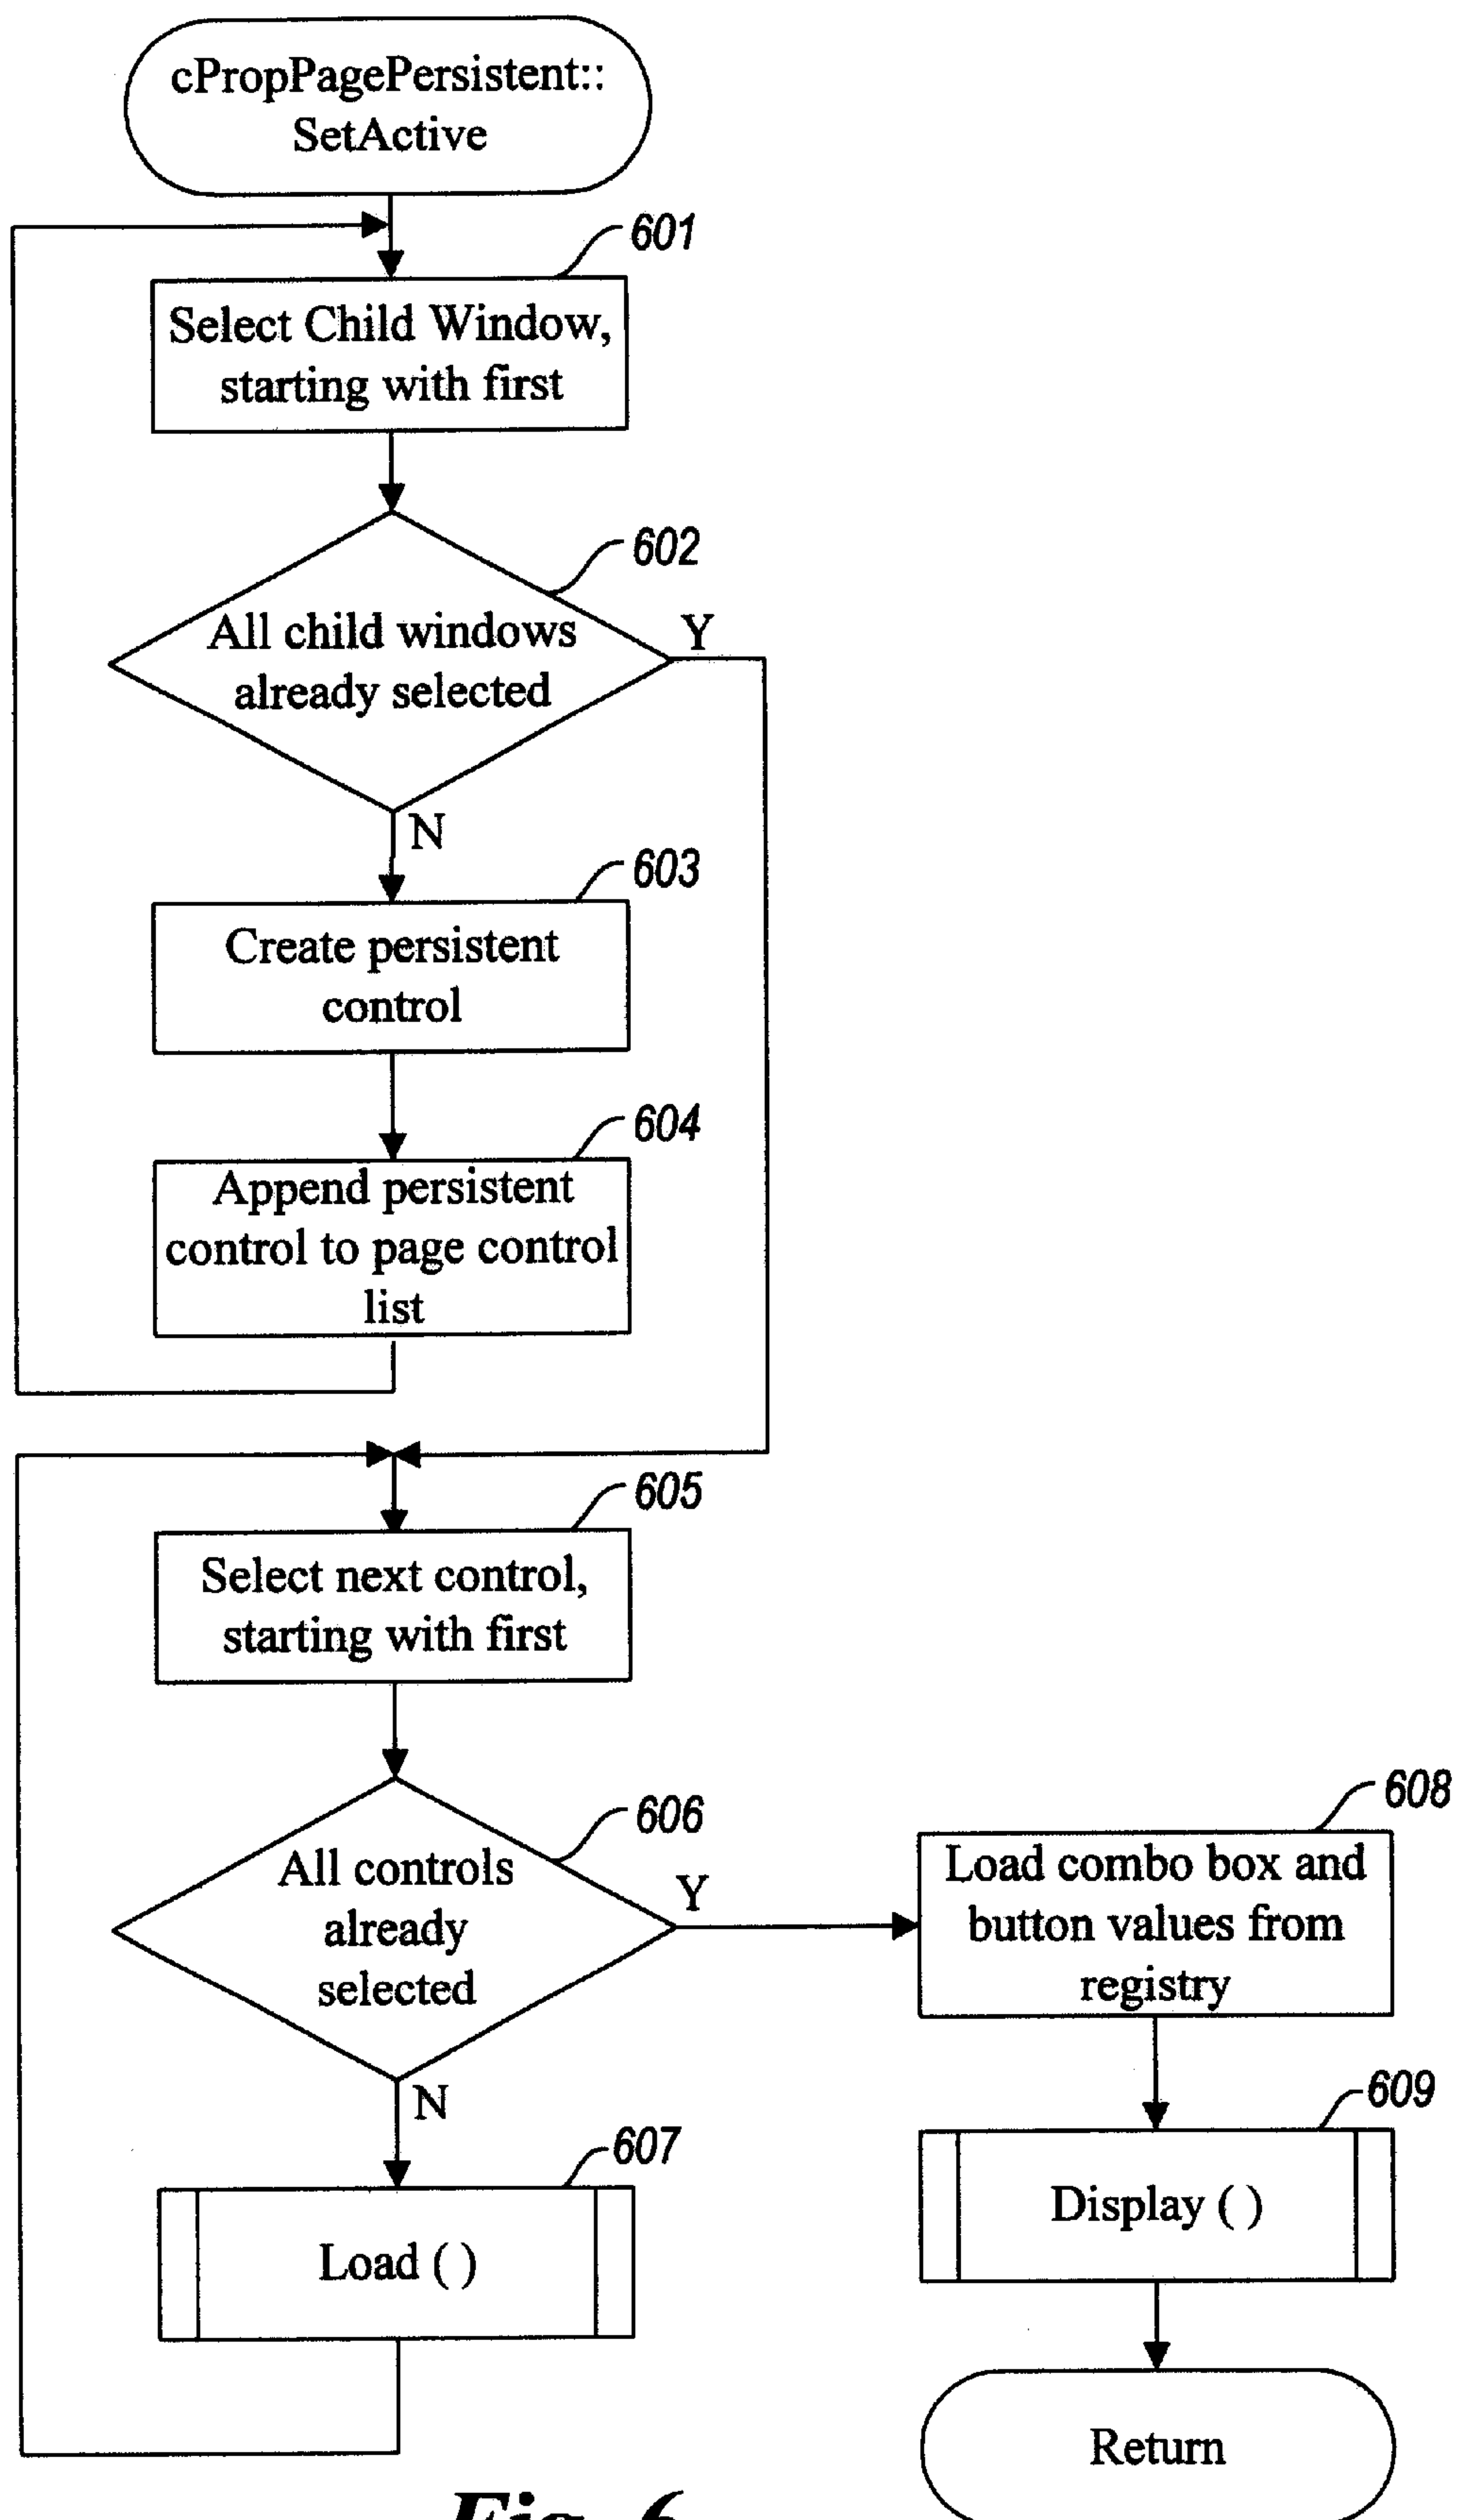 cPropPagePersistent::
SetActive
601
Select Child Window,
starting with first
602
All child windows
already selected
Y
N
603
Create persistent
control
604
Append persistent
control to page control
list
605
Select next control,
starting with first
606
All controls
already
selected
Y
N
607
Load ( )
608
Load combo box and
button values from
registry
609
Display ( )
Return
Fig. 6